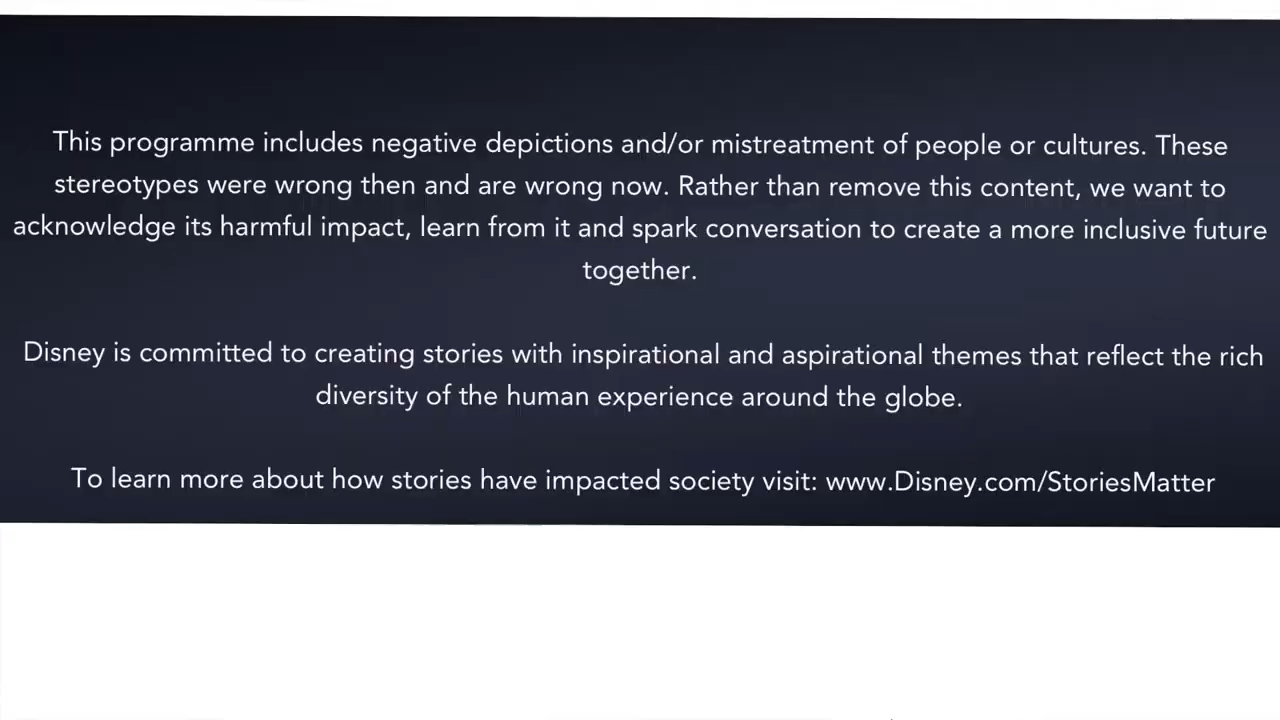 This programme includes negative depictions and/or mistreatment of people or cultures. These
stereotypes were wrong then and are wrong now. Rather than remove this content, we want to
acknowledge its harmful impact, learn from it and spark conversation to create a more inclusive future
together.
Disney is committed to creating stories with inspirational and aspirational themes that reflect the rich
diversity of the human experience around the globe.
To learn more about how stories have impacted society visit: www.Disney.com/StoriesMatter